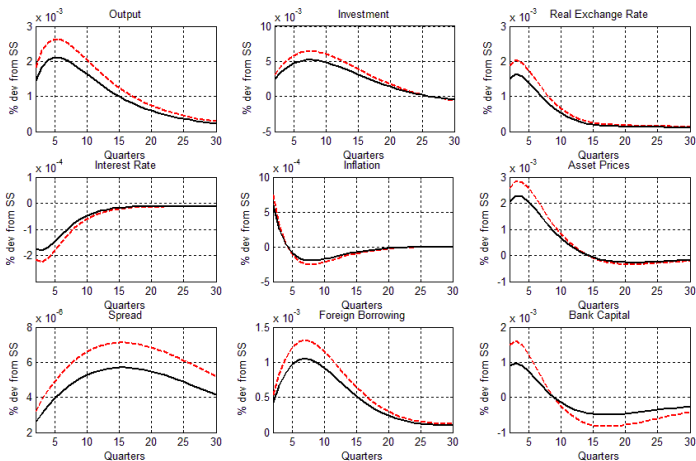 x 10⁻³ Output
x 10⁻³ Investment
x 10⁻³ Real Exchange Rate
% dev from SS
3
2
1
0
5 10 15 20 25 30
Quarters
% dev from SS
10
5
0
-5
5 10 15 20 25 30
Quarters
% dev from SS
3
2
1
0
5 10 15 20 25 30
Quarters
x 10⁻⁴ Interest Rate
x 10⁻⁴ Inflation
x 10⁻³ Asset Prices
% dev from SS
1
0
-1
-2
5 10 15 20 25 30
Quarters
% dev from SS
10
5
0
-5
5 10 15 20 25 30
Quarters
% dev from SS
3
2
1
0
-1
5 10 15 20 25 30
Quarters
x 10⁻⁶ Spread
x 10⁻³ Foreign Borrowing
x 10⁻³ Bank Capital
% dev from SS
8
6
4
2
5 10 15 20 25 30
Quarters
% dev from SS
1.5
1
0.5
0
5 10 15 20 25 30
Quarters
% dev from SS
2
1
0
-1
5 10 15 20 25 30
Quarters